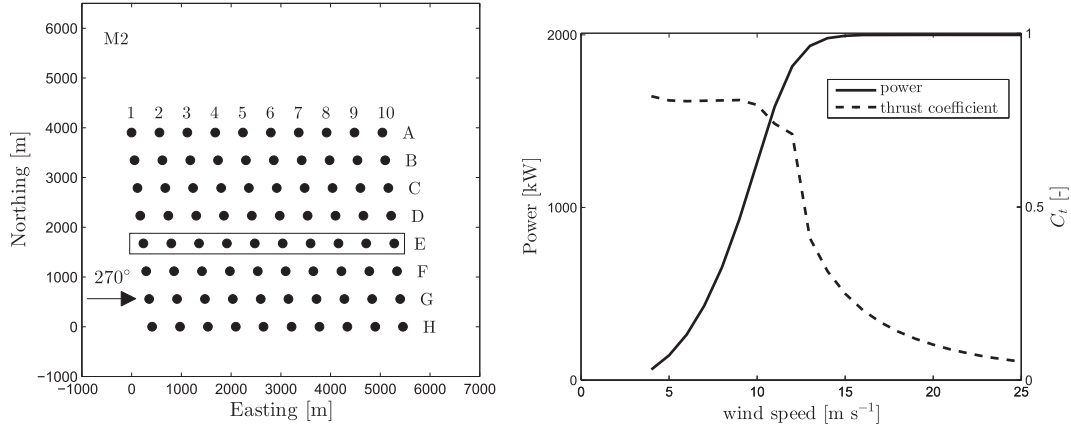 6000
M2
5000
1 2 3 4 5 6 7 8 9 10
4000 A
B
3000 C
D
2000
E
1000 270° F
G
0 H
−1000
−1000 0 1000 2000 3000 4000 5000 6000 7000
Easting [m]
Northing [m]
2000 1
power
thrust coefficient
1000 0.5
0 0
0 5 10 15 20 25
wind speed [m s⁻¹]
Power [kW]
Cₜ [-]